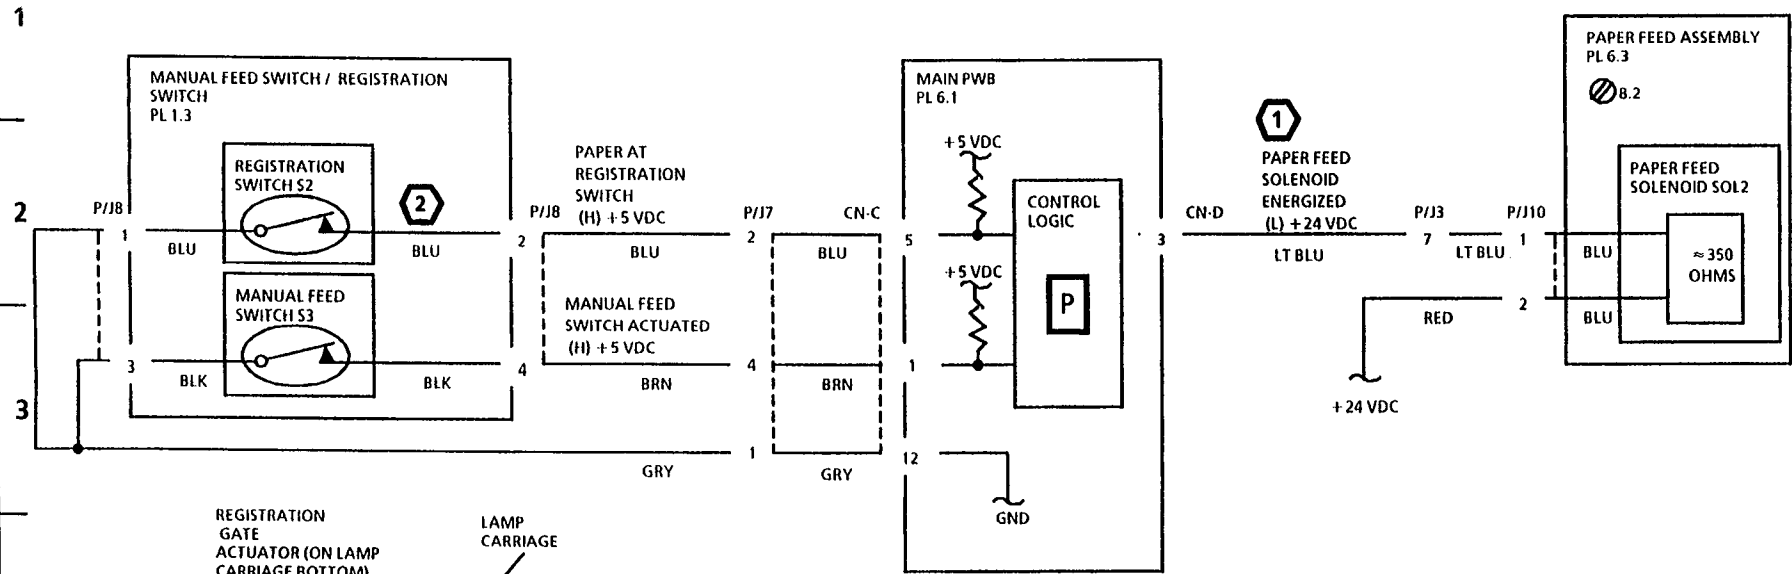 1
2
3
MANUAL FEED SWITCH / REGISTRATION
SWITCH
PL 1.3
REGISTRATION
SWITCH S2
2
P/J8
1
BLU
BLU
P/J8
2
MANUAL FEED
SWITCH S3
3
BLK
BLK
4
PAPER AT
REGISTRATION
SWITCH
(H) +5 VDC
BLU
P/J7
2
BLU
CN-C
MANUAL FEED
SWITCH ACTUATED
(H) +5 VDC
BRN
4
BRN
GRY
1
GRY
MAIN PWB
PL 6.1
+5 VDC
5
CONTROL
LOGIC
P
+5 VDC
1
12
GND
3
CN-D
1
PAPER FEED
SOLENOID
ENERGIZED
(L) +24 VDC
LT BLU
P/J3
7
LT BLU
P/J10
1
2
RED
+24 VDC
PAPER FEED ASSEMBLY
PL 6.3
8.2
PAPER FEED
SOLENOID SOL2
BLU
BLU
≈350
OHMS
REGISTRATION
GATE
ACTUATOR (ON LAMP
CARRIAGE BOTTOM)
LAMP
CARRIAGE